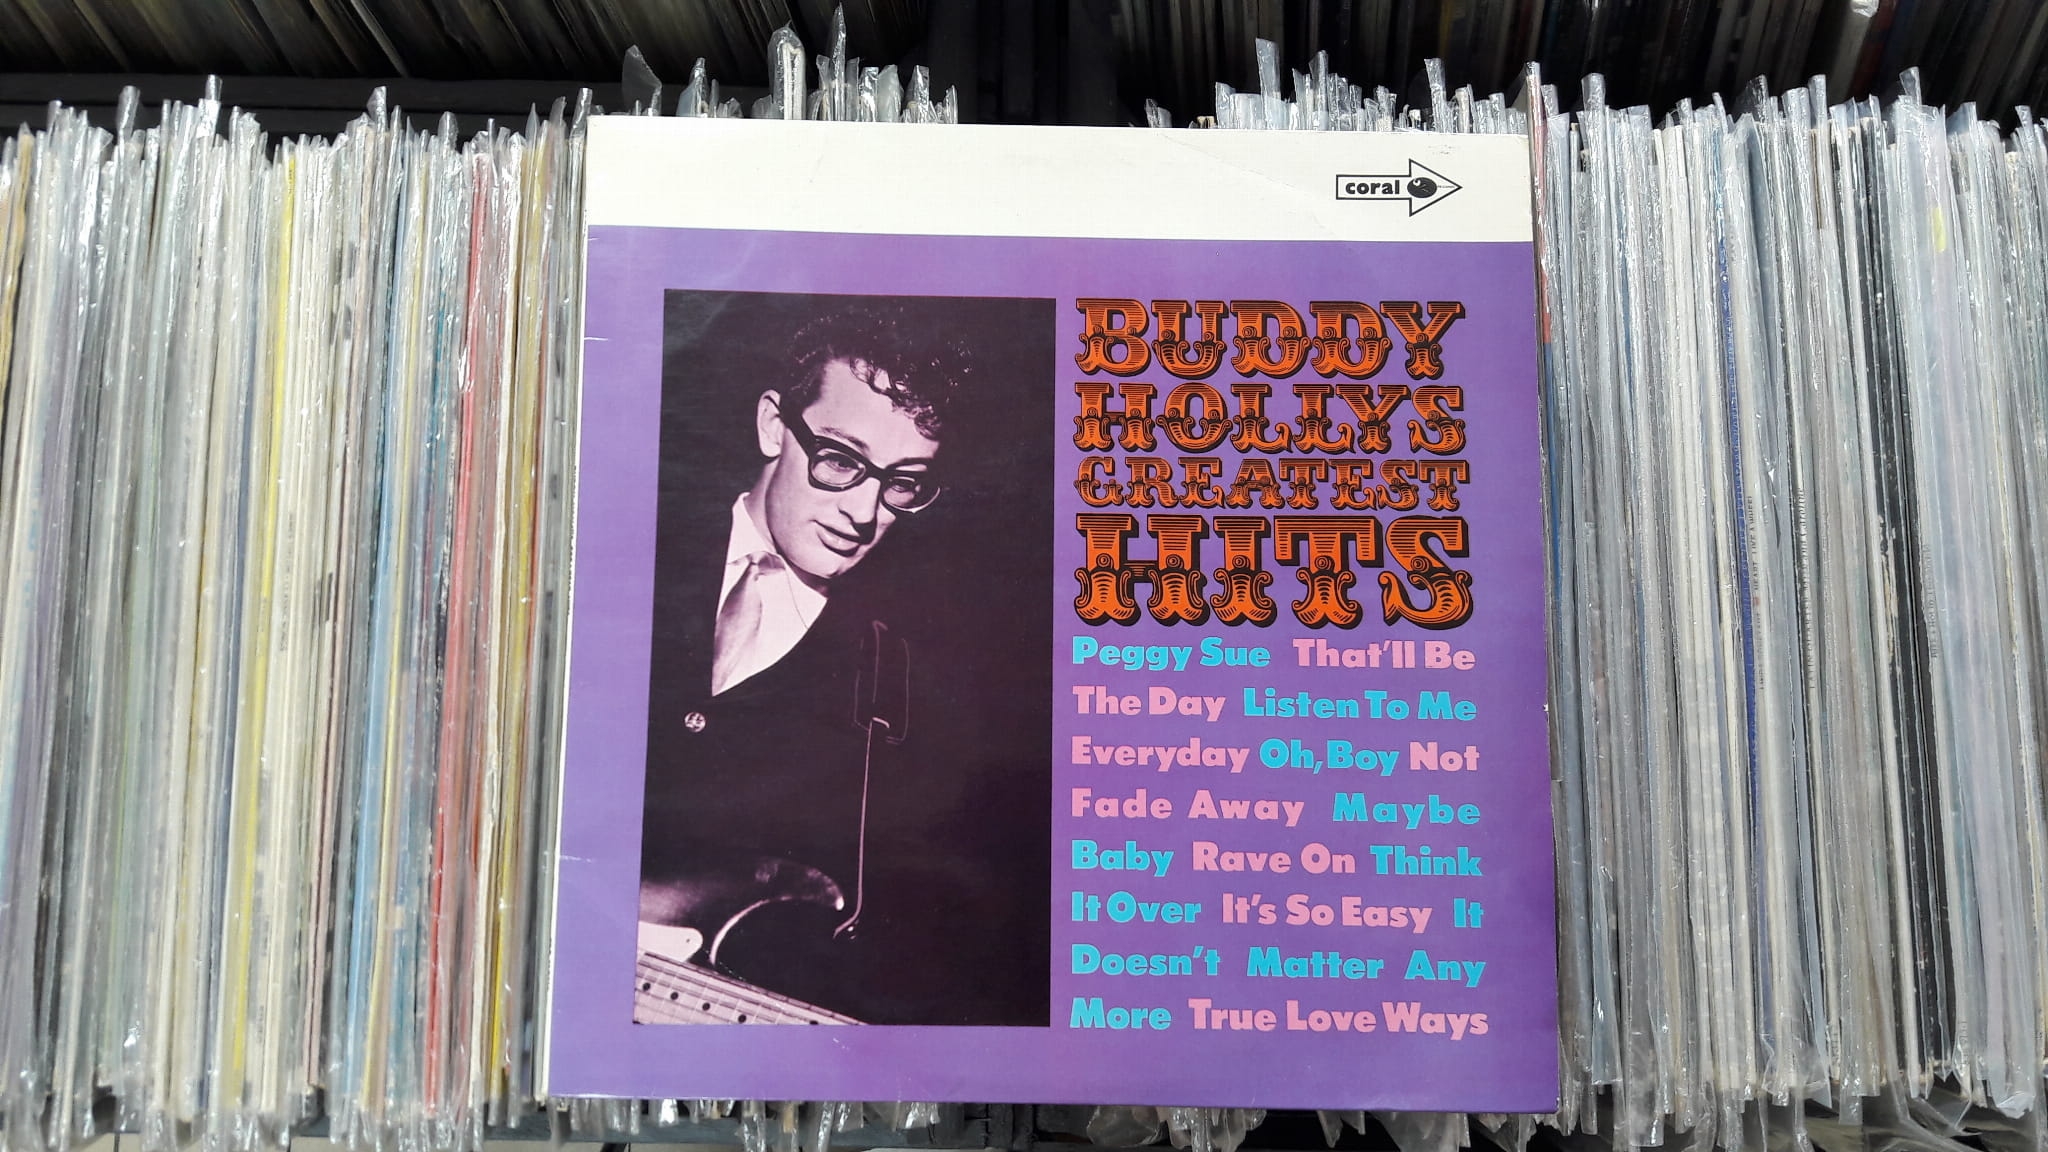 coral
BUDDY
HOLLYS
GREATEST
HITS
Peggy Sue That'll Be
The Day Listen To Me
Everyday Oh, Boy Not
Fade Away Maybe
Baby Rave On Think
It Over It's So Easy It
Doesn't Matter Any
More True Love Ways